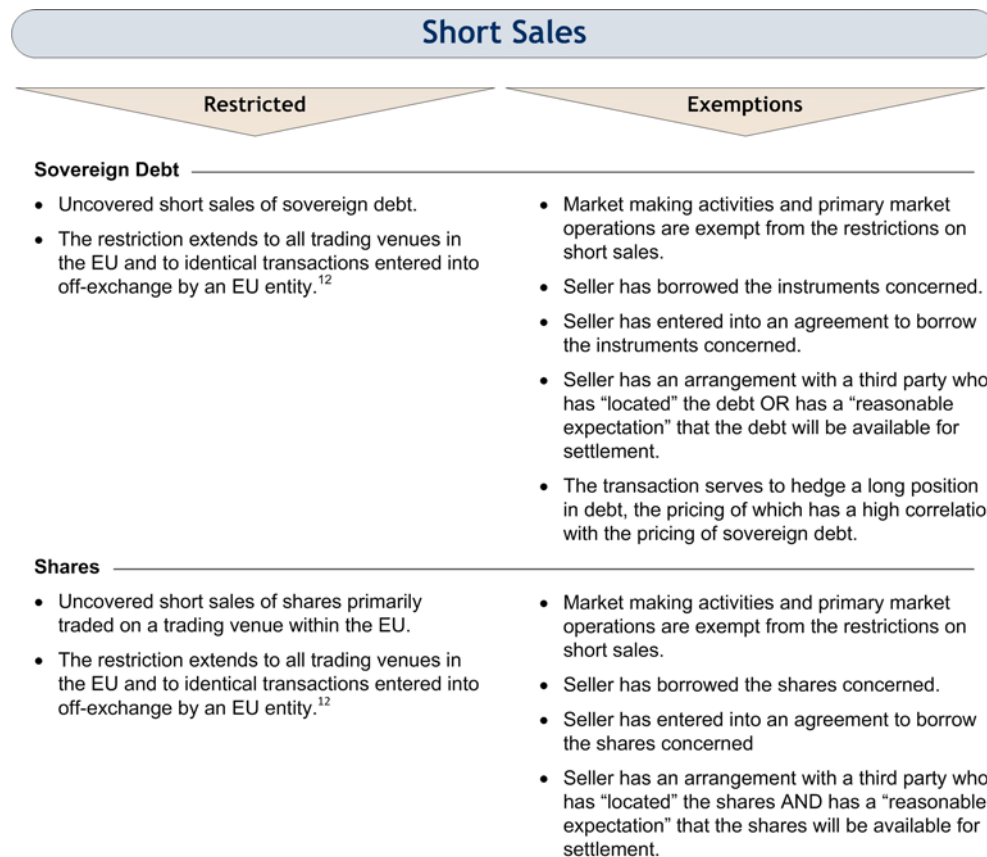 Short Sales
Restricted
Exemptions
Sovereign Debt
• Uncovered short sales of sovereign debt.
• The restriction extends to all trading venues in
the EU and to identical transactions entered into
off-exchange by an EU entity.12
• Market making activities and primary market
operations are exempt from the restrictions on
short sales.
• Seller has borrowed the instruments concerned.
• Seller has entered into an agreement to borrow
the instruments concerned.
• Seller has an arrangement with a third party who
has “located” the debt OR has a “reasonable
expectation” that the debt will be available for
settlement.
• The transaction serves to hedge a long position
in debt, the pricing of which has a high correlatio
with the pricing of sovereign debt.
Shares
• Uncovered short sales of shares primarily
traded on a trading venue within the EU.
• The restriction extends to all trading venues in
the EU and to identical transactions entered into
off-exchange by an EU entity.12
• Market making activities and primary market
operations are exempt from the restrictions on
short sales.
• Seller has borrowed the shares concerned.
• Seller has entered into an agreement to borrow
the shares concerned
• Seller has an arrangement with a third party who
has “located” the shares AND has a “reasonable
expectation” that the shares will be available for
settlement.